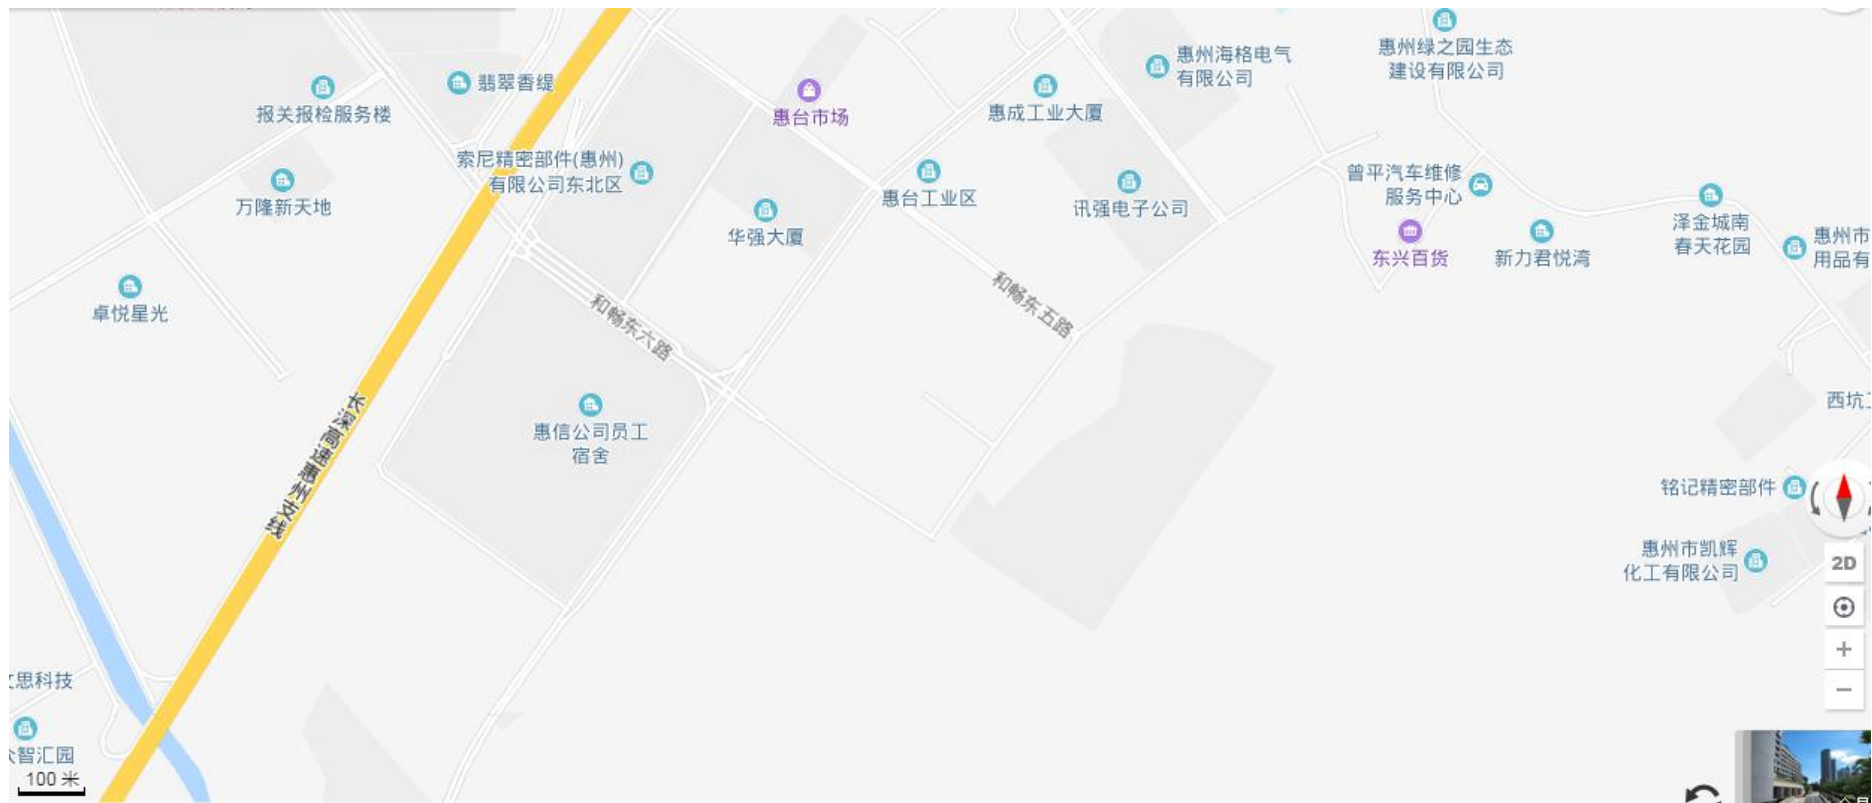 惠州海格电气
有限公司
惠州绿之园生态
建设有限公司
翡翠香缇
报关报检服务楼
惠台市场
惠成工业大厦
索尼精密部件(惠州)
有限公司东北区
万隆新天地
华强大厦
惠台工业区
讯强电子公司
曾平汽车维修
服务中心
东兴百货
新力君悦湾
泽金城南
春天花园
惠州市
用品有
卓悦星光
和畅东六路
和畅东五路
长深高速惠州支线
惠信公司员工
宿舍
西坑
铭记精密部件
惠州市凯辉
化工有限公司
2D
思科技
智汇园
100 米